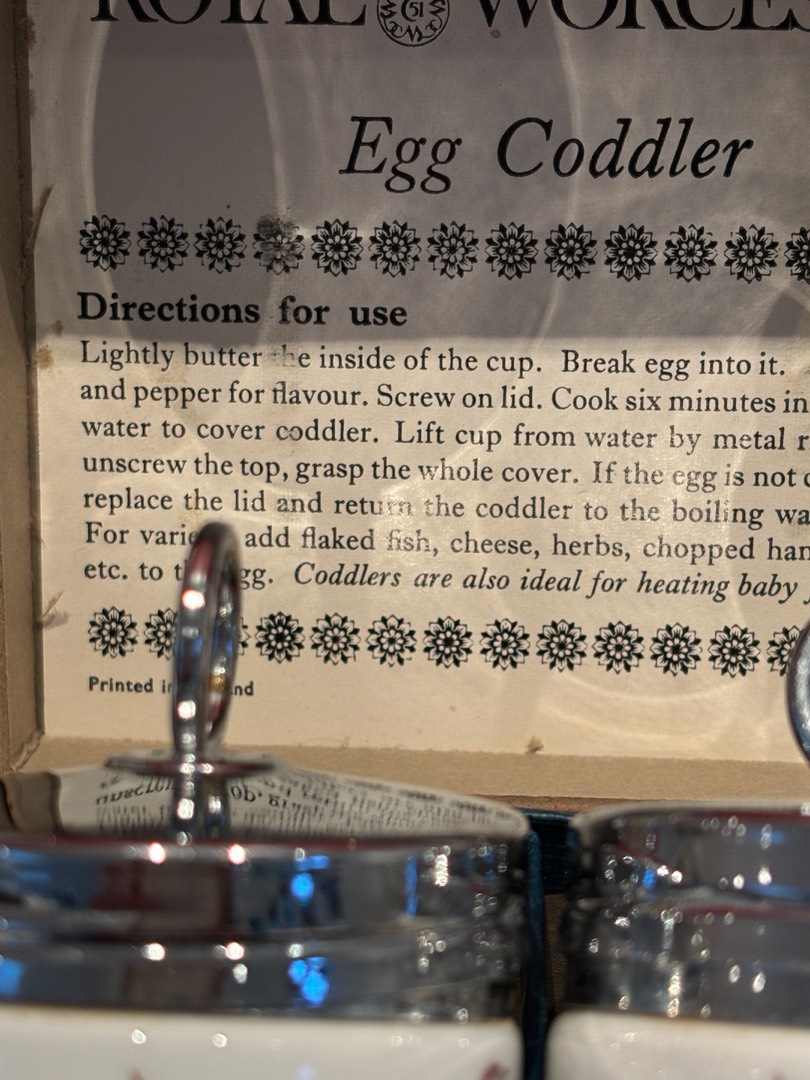 ROYAL 51 WORCES
Egg Coddler
Directions for use
Lightly butter the inside of the cup. Break egg into it.
and pepper for flavour. Screw on lid. Cook six minutes in
water to cover coddler. Lift cup from water by metal r
unscrew the top, grasp the whole cover. If the egg is not
replace the lid and return the coddler to the boiling wa
For varie add flaked fish, cheese, herbs, chopped ham
etc. to t gg. Coddlers are also ideal for heating baby
Printed in nd